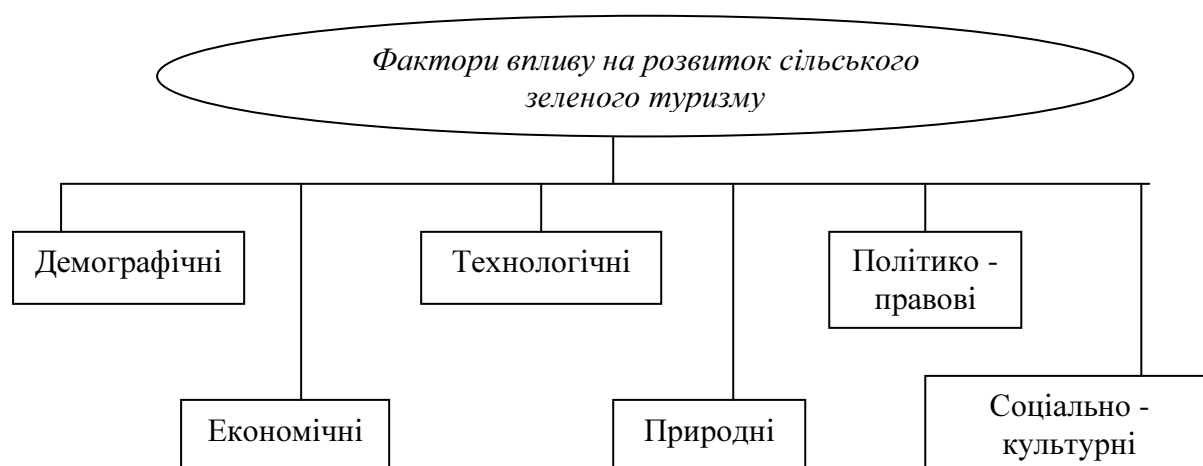 Фактори впливу на розвиток сільського
зеленого туризму
Демографічні
Технологічні
Політико -
правові
Економічні
Природні
Соціально -
культурні